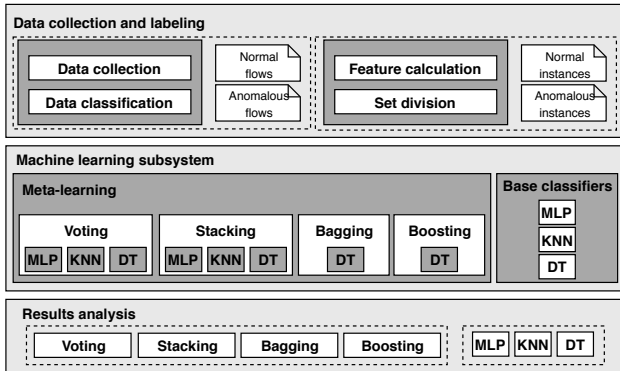 Data collection and labeling
Data collection
Data classification
Normal
flows
Anomalous
flows
Feature calculation
Set division
Normal
instances
Anomalous
instances
Machine learning subsystem
Meta-learning
Voting
MLP KNN DT
Stacking
MLP KNN DT
Bagging
DT
Boosting
DT
Base classifiers
MLP
KNN
DT
Results analysis
Voting Stacking Bagging Boosting
MLP KNN DT